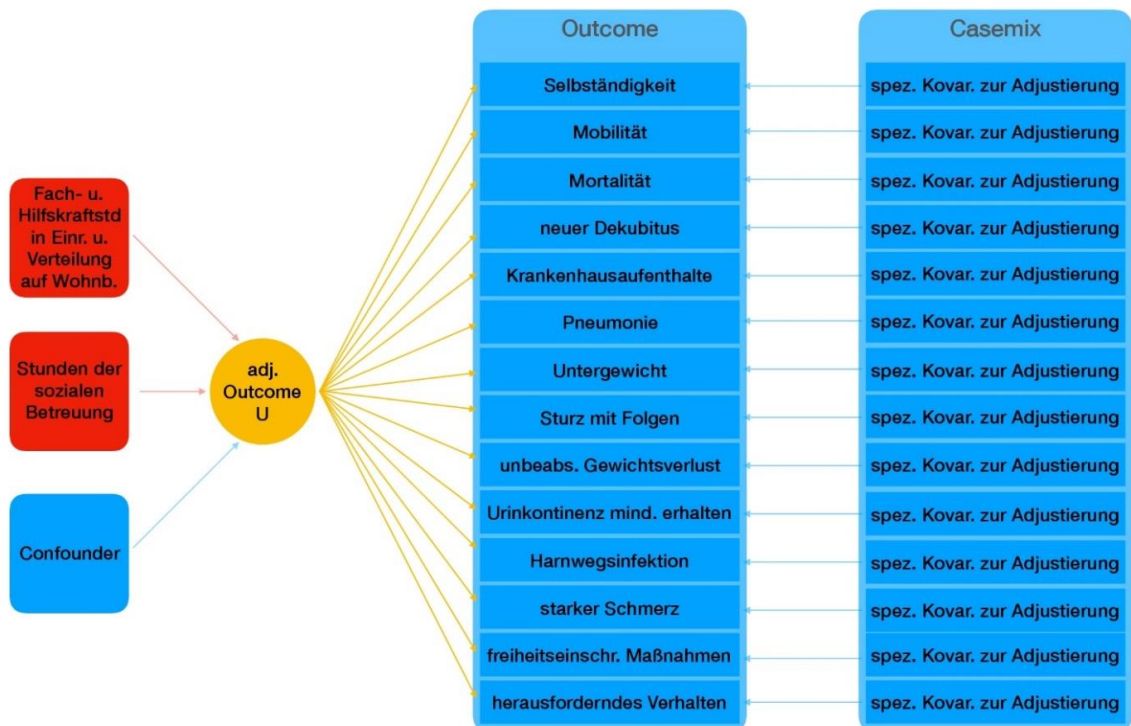 Fach- u.
Hilfskraftstd
in Einr. u.
Verteilung
auf Wohnb.
Stunden der
sozialen
Betreuung
Confounder
adj.
Outcome
U
Outcome
Selbständigkeit
Mobilität
Mortalität
neuer Dekubitus
Krankenhausaufenthalte
Pneumonie
Untergewicht
Sturz mit Folgen
unbeabs. Gewichtsverlust
Urinkontinenz mind. erhalten
Harnwegsinfektion
starker Schmerz
freiheitseinschr. Maßnahmen
herausforderndes Verhalten
Casemix
spez. Kovar. zur Adjustierung
spez. Kovar. zur Adjustierung
spez. Kovar. zur Adjustierung
spez. Kovar. zur Adjustierung
spez. Kovar. zur Adjustierung
spez. Kovar. zur Adjustierung
spez. Kovar. zur Adjustierung
spez. Kovar. zur Adjustierung
spez. Kovar. zur Adjustierung
spez. Kovar. zur Adjustierung
spez. Kovar. zur Adjustierung
spez. Kovar. zur Adjustierung
spez. Kovar. zur Adjustierung
spez. Kovar. zur Adjustierung